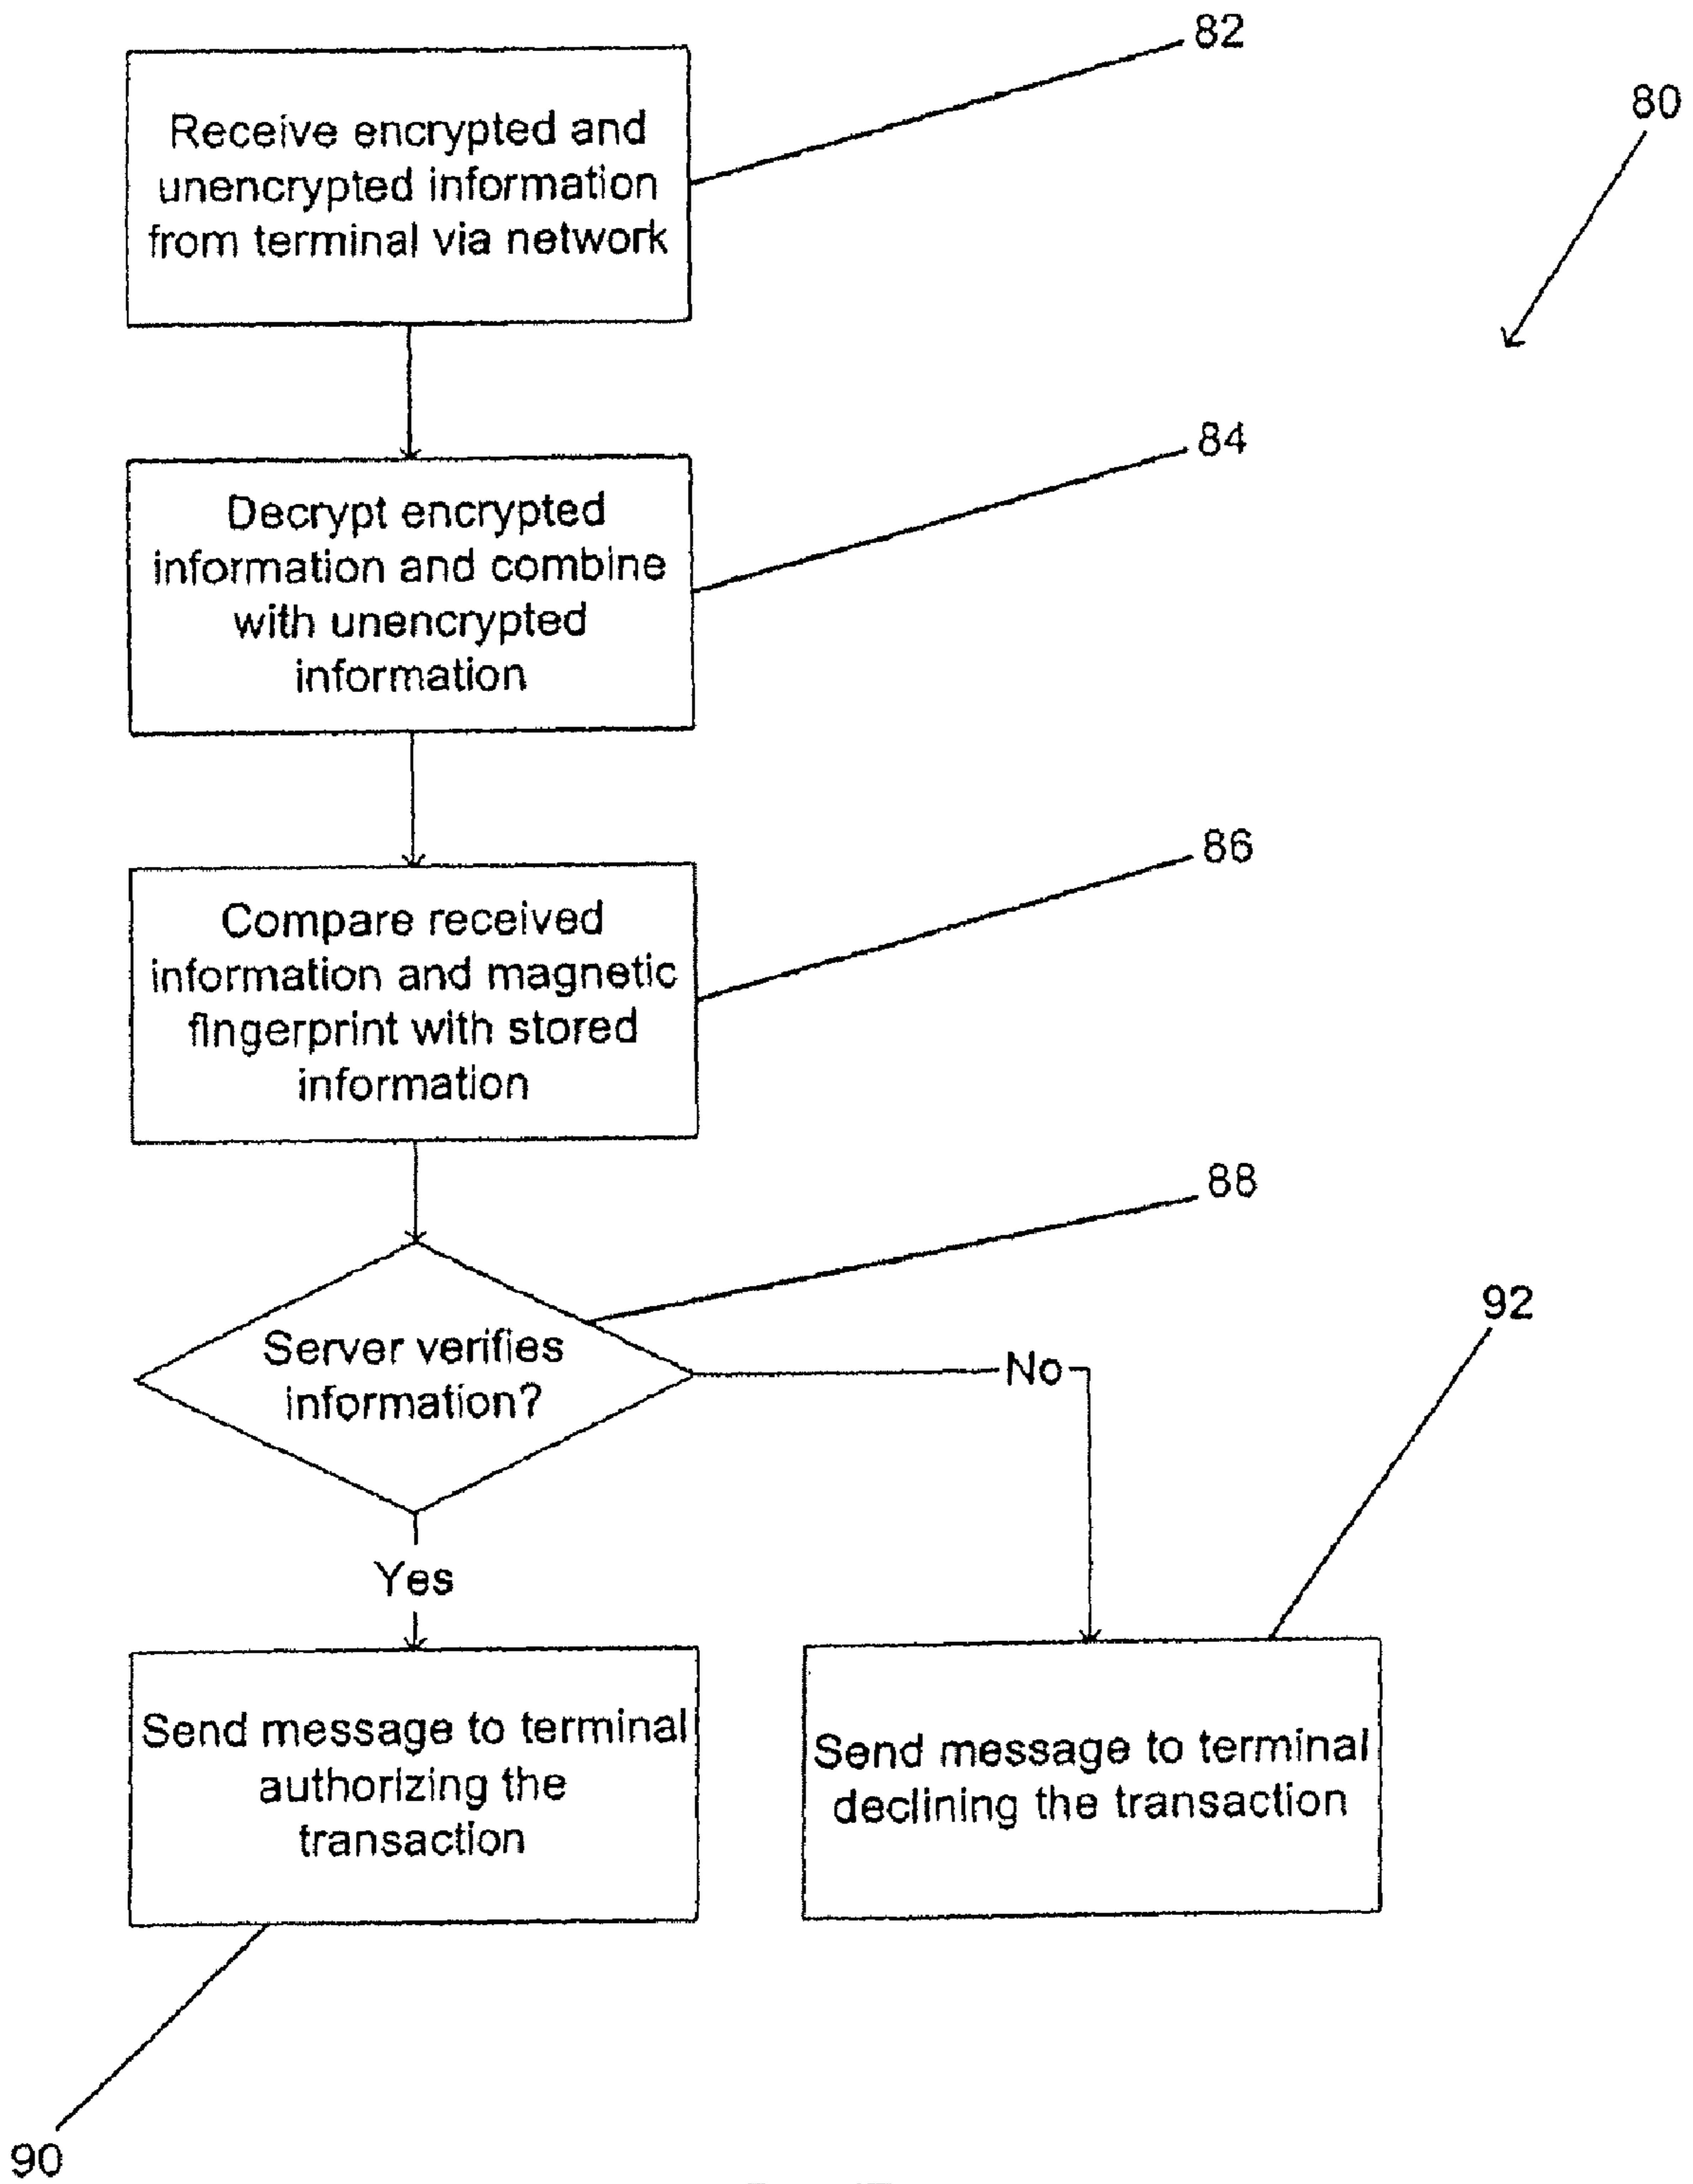 82
80
Receive encrypted and
unencrypted information
from terminal via network
84
Decrypt encrypted
information and combine
with unencrypted
information
86
Compare received
information and magnetic
fingerprint with stored
information
88
Server verifies
information?
92
No
Yes
Send message to terminal
authorizing the
transaction
Send message to terminal
declining the transaction
90